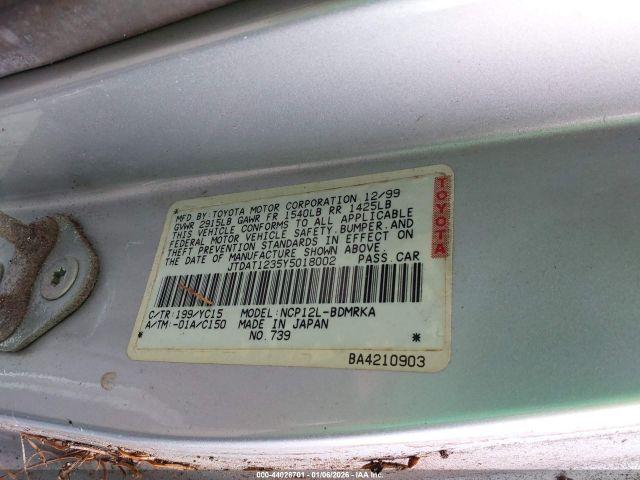 MFD BY: TOYOTA MOTOR CORPORATION 12/99
GVWR 2915LB GAWR FR 1540LB RR 1425LB
THIS VEHICLE CONFORMS TO ALL APPLICABLE
FEDERAL MOTOR VEHICLE SAFETY, BUMPER, AND
THEFT PREVENTION STANDARDS IN EFFECT ON
THE DATE OF MANUFACTURE SHOWN ABOVE.
JTDAT1235Y5018002 PASS.CAR
TOYOTA
C/TR: 199/YC15 MODEL: NCP12L-BDMRKA
A/TM: -01A/C150 MADE IN JAPAN
NO. 739
BA4210903
000-44028701 | 01/06/2026 - IAA Inc.